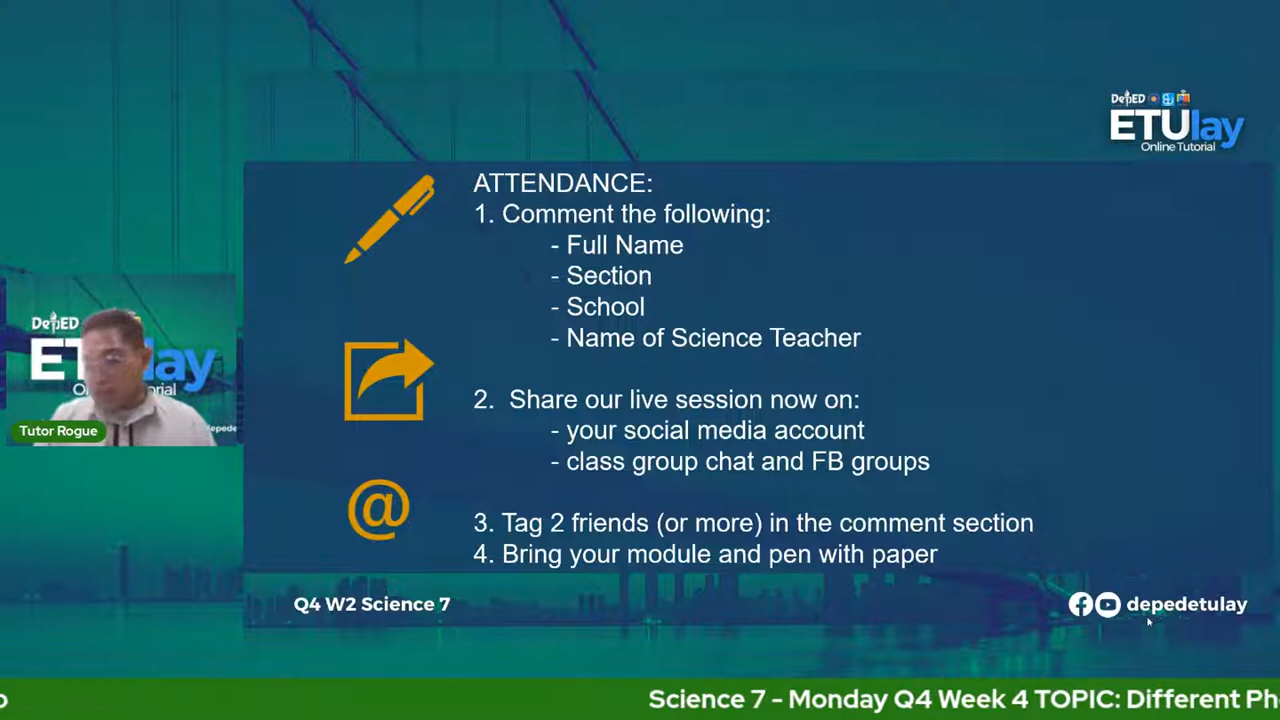 DepED
ETUlay
Online Tutorial
ATTENDANCE:
1. Comment the following:
- Full Name
- Section
- School
- Name of Science Teacher
2. Share our live session now on:
- your social media account
- class group chat and FB groups
@
3. Tag 2 friends (or more) in the comment section
4. Bring your module and pen with paper
DepED
Tutor Rogue
Q4 W2 Science 7
depedetulay
Science 7 - Monday Q4 Week 4 TOPIC: Different Ph